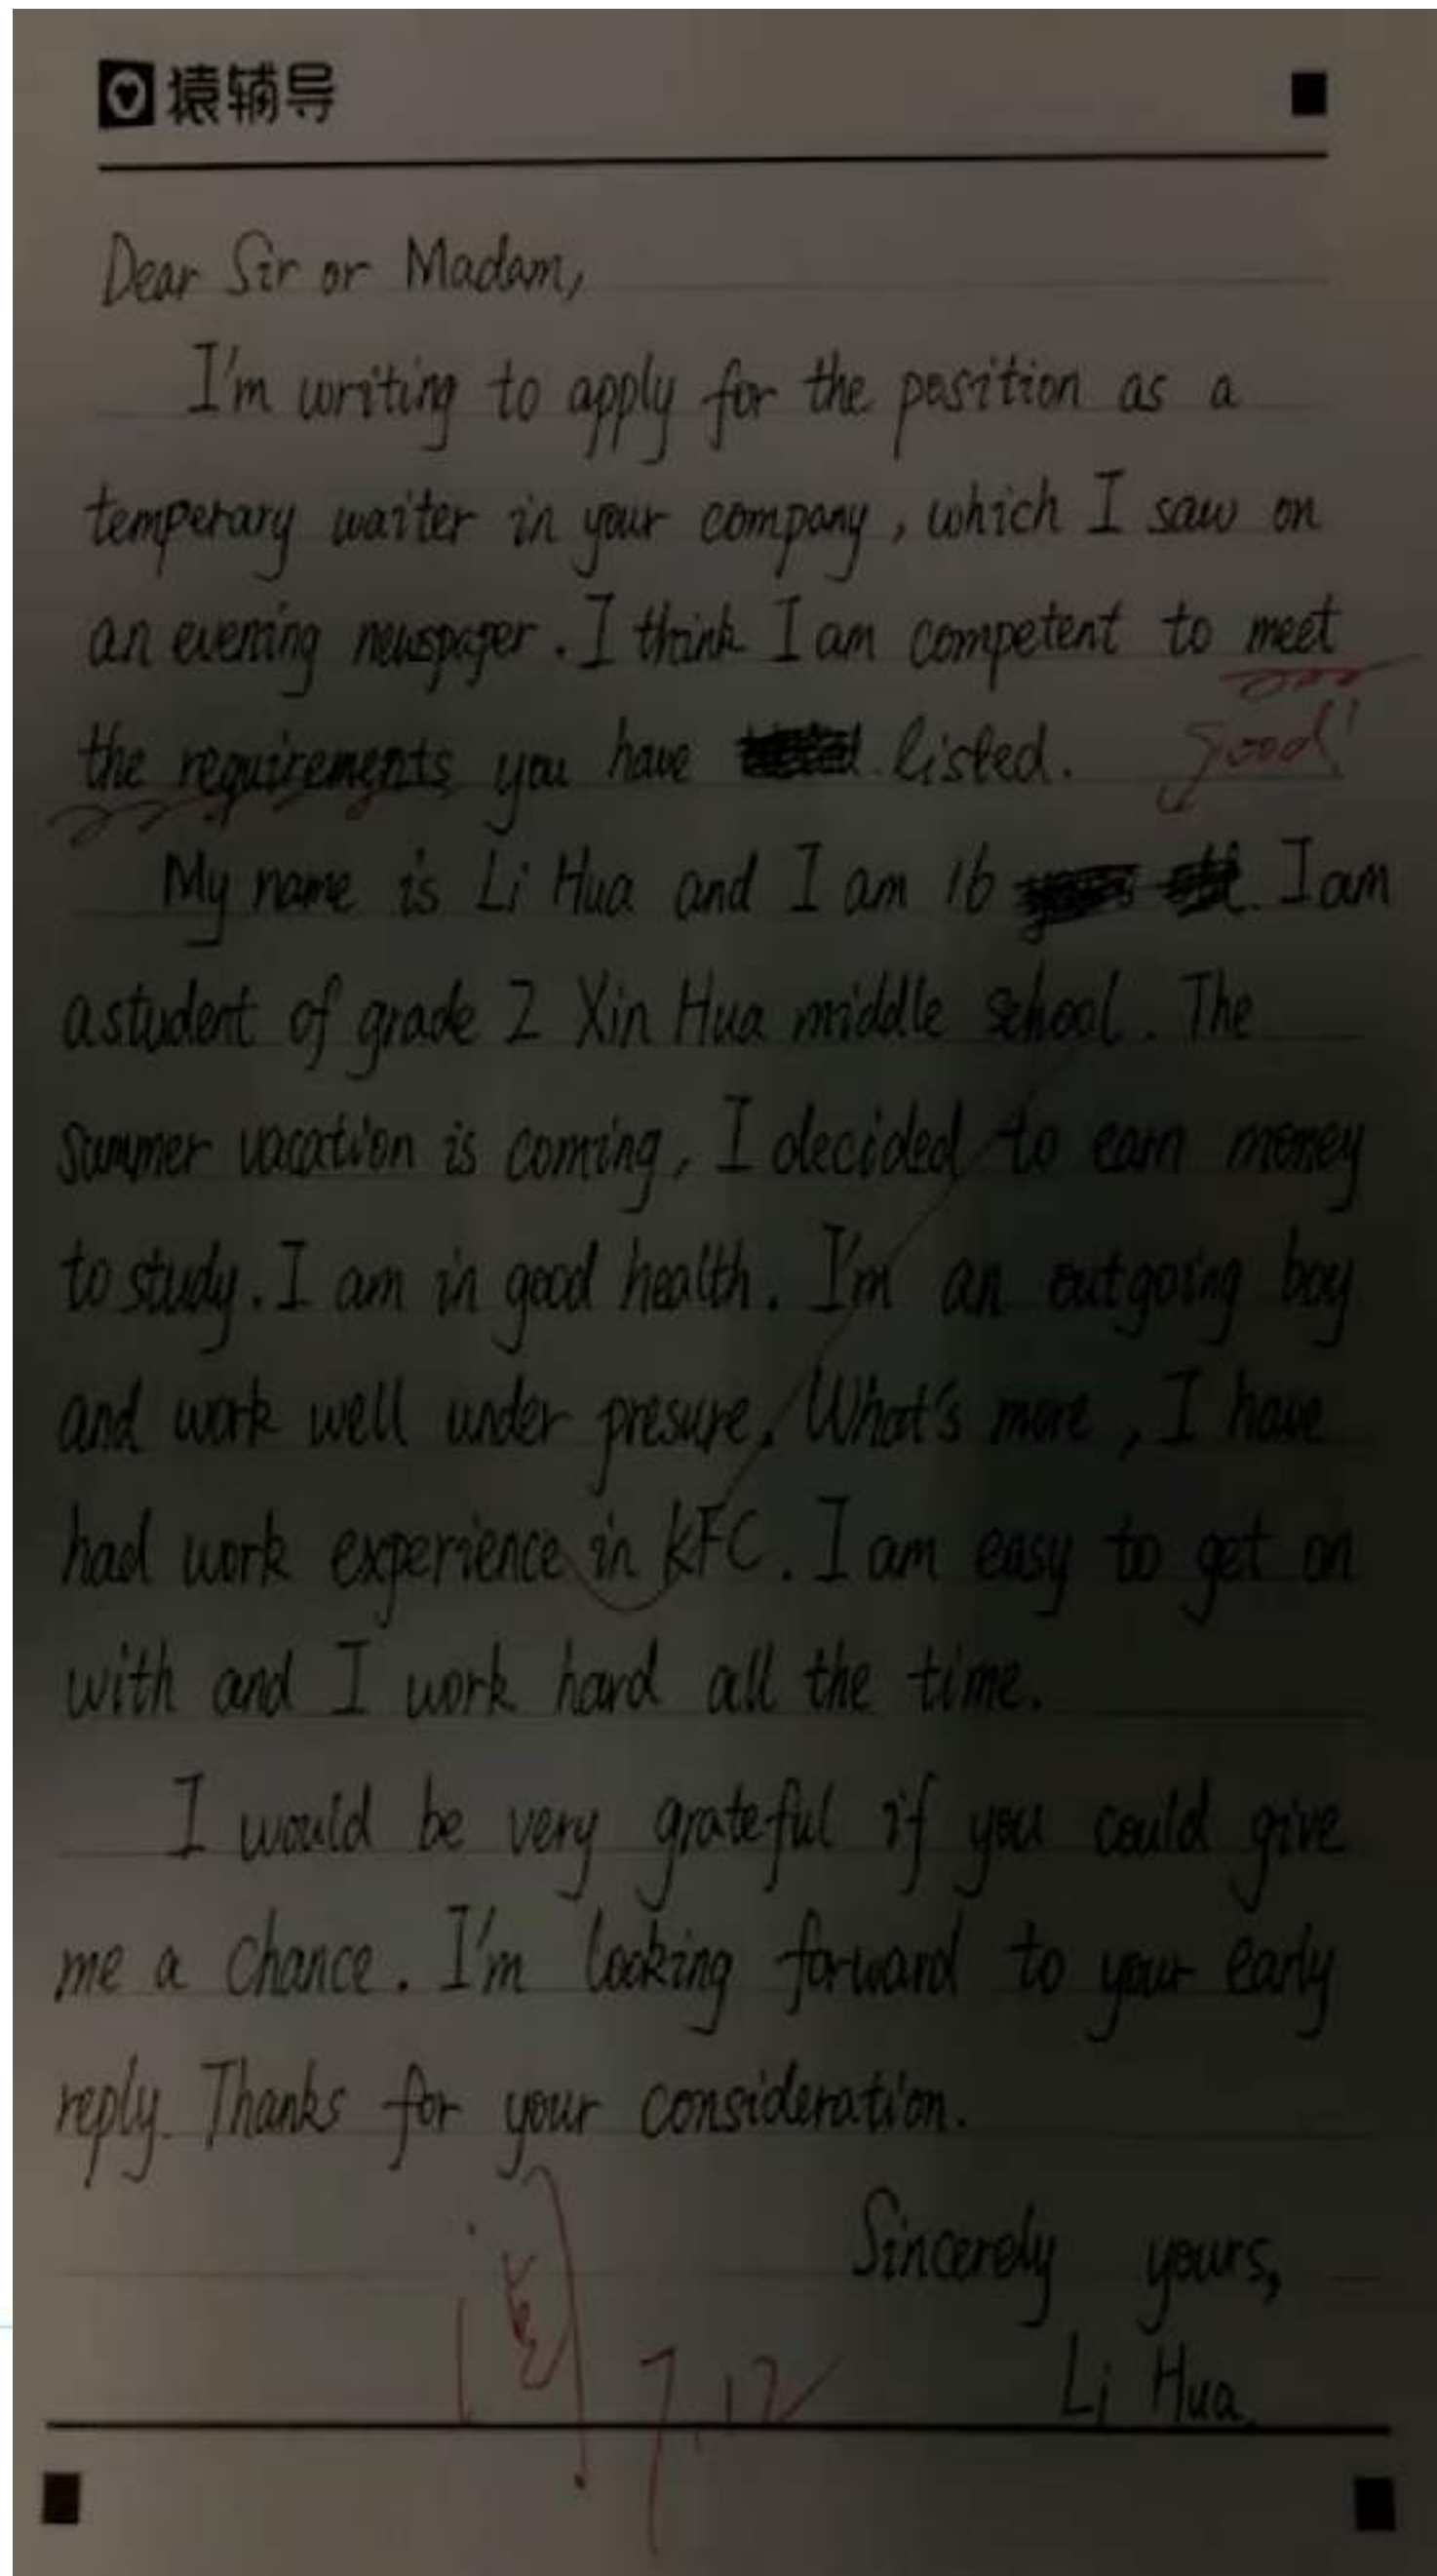 猿辅导
Dear Sir or Madam,
I'm writing to apply for the position as a
temperary waiter in your company, which I saw on
an evening newspaper. I think I am competent to meet
the requirements you have listed.
good!
My name is Li Hua and I am 16 I am
a student of grade 2 Xin Hua middle school. The
summer vacation is coming, I decided to earn money
to study. I am in good health. I'm an outgoing boy
and work well under presure. What's more, I have
had work experience in KFC. I am easy to get on
with and I work hard all the time.
I would be very grateful if you could give
me a chance. I'm looking forward to your early
reply. Thanks for your consideration.
Sincerely yours,
Li Hua.
7.12